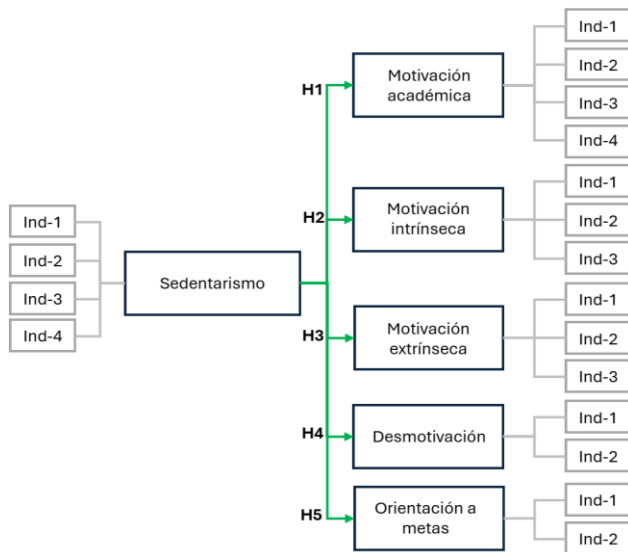 Ind-1
Ind-2
Ind-3
Ind-4
Sedentarismo
H1
Motivación
académica
Ind-1
Ind-2
Ind-3
Ind-4
H2
Motivación
intrínseca
Ind-1
Ind-2
Ind-3
H3
Motivación
extrínseca
Ind-1
Ind-2
Ind-3
H4
Desmotivación
Ind-1
Ind-2
H5
Orientación a
metas
Ind-1
Ind-2